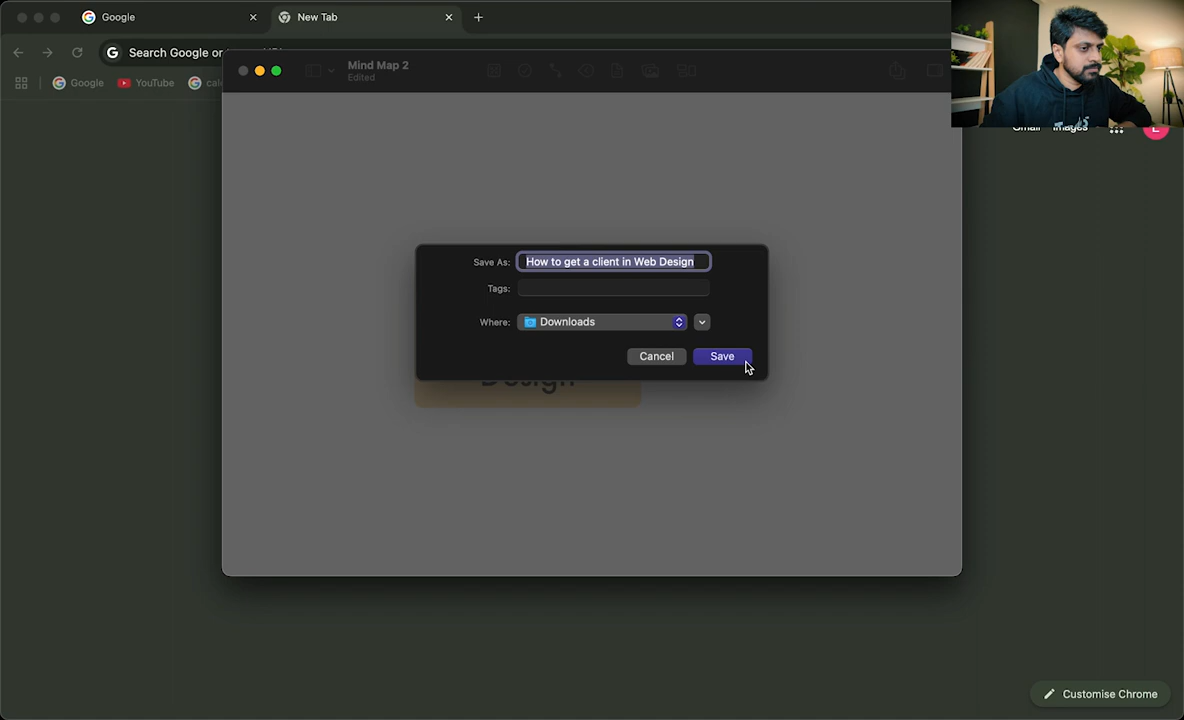 Google
New Tab
Search Google or
Google
YouTube
Mind Map 2
Edited
Gmail
Images
Save As:
How to get a client in Web Design
Tags:
Where:
Downloads
Cancel
Save
Design
Customise Chrome